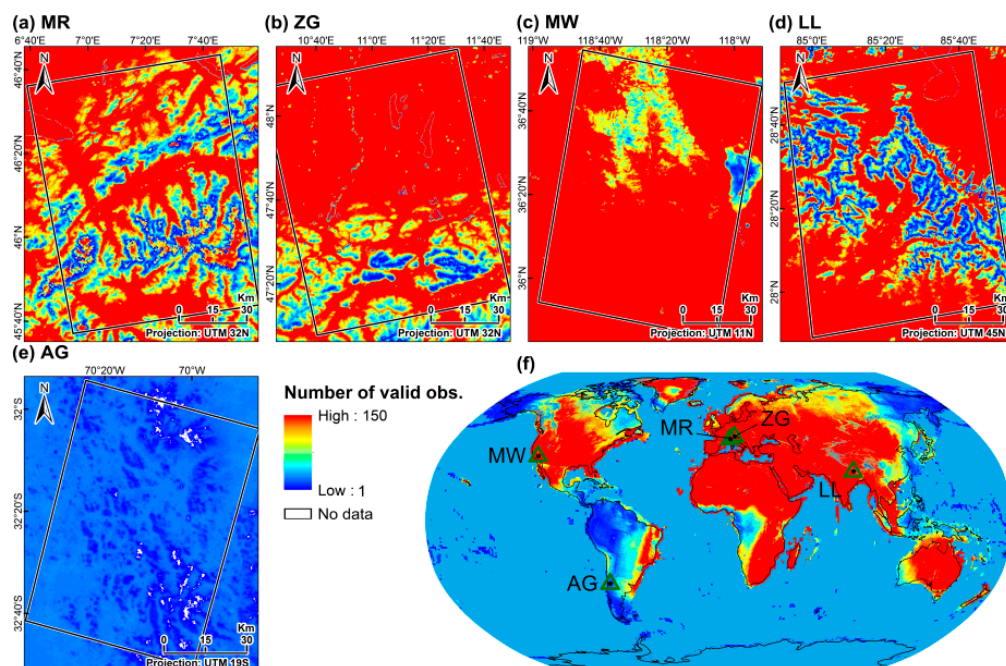 (a) MR
6°40'E 7°0'E 7°20'E 7°40'E
46°40'N
46°20'N
46°N
45°40'N
N
Km
0 15 30
Projection: UTM 32N
(b) ZG
10°40'E 11°0'E 11°20'E 11°40'E
48°N
47°40'N
47°20'N
N
Km
0 15 30
Projection: UTM 32N
(c) MW
119°W 118°40'W 118°20'W 118°W
36°40'N
36°20'N
36°N
N
Km
0 15 30
Projection: UTM 11N
(d) LL
85°0'E 85°20'E 85°40'E
28°40'N
28°20'N
28°N
N
Km
0 15 30
Projection: UTM 45N
(e) AG
70°20'W 70°W
32°S
32°20'S
32°40'S
N
Km
0 15 30
Projection: UTM 19S
Number of valid obs.
High : 150
Low : 1
No data
(f)
MR
ZG
MW
LL
AG